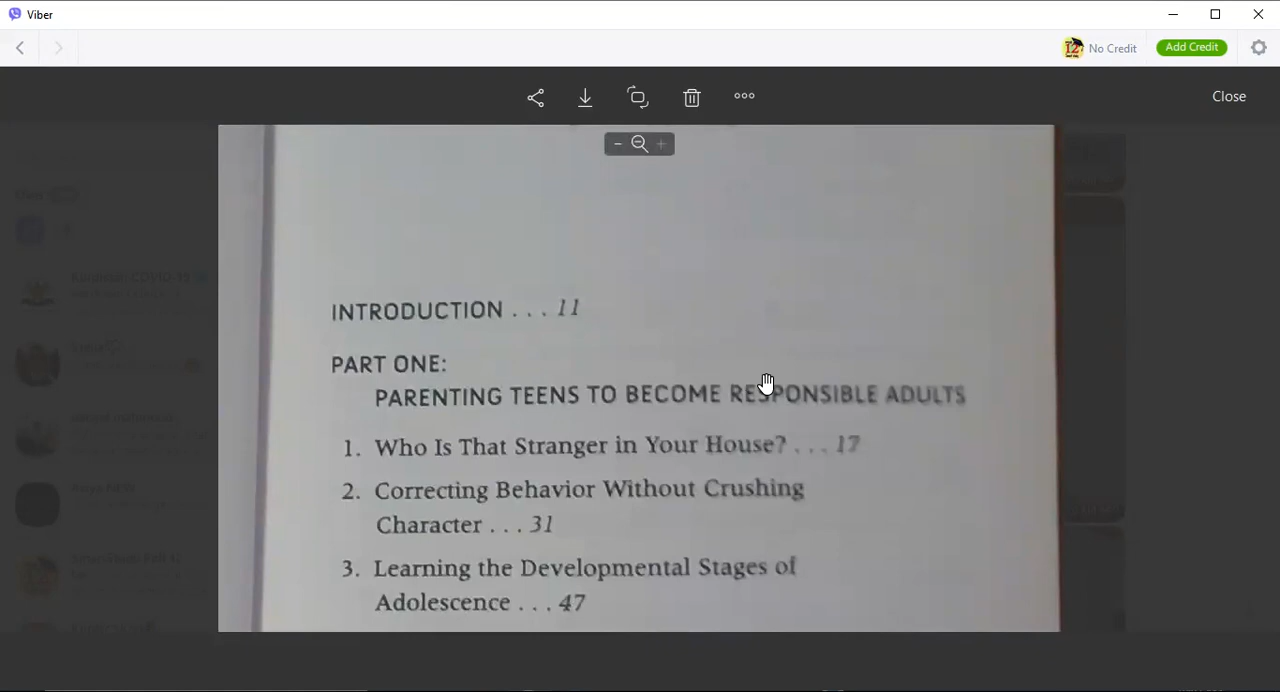 Viber
No Credit
Add Credit
Close
INTRODUCTION . . . 11
PART ONE:
PARENTING TEENS TO BECOME RESPONSIBLE ADULTS
1. Who Is That Stranger in Your House? . . . 17
2. Correcting Behavior Without Crushing
Character . . . 31
3. Learning the Developmental Stages of
Adolescence . . . 47